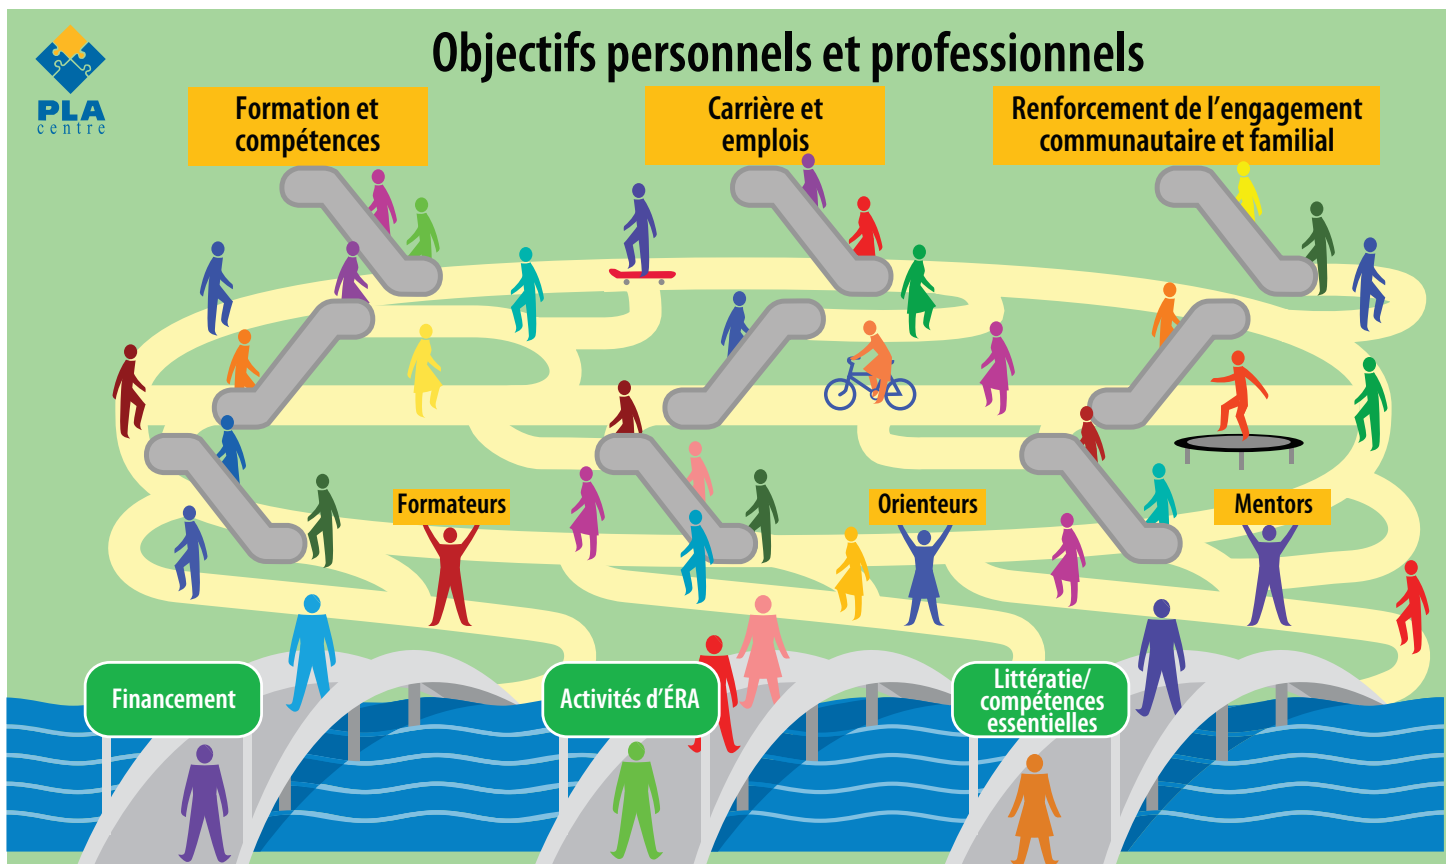 PLA
centre
Objectifs personnels et professionnels
Formation et
compétences
Carrière et
emplois
Renforcement de l'engagement
communautaire et familial
Formateurs
Orienteurs
Mentors
Financement
Activités d'ÉRA
Littératie/
compétences
essentielles